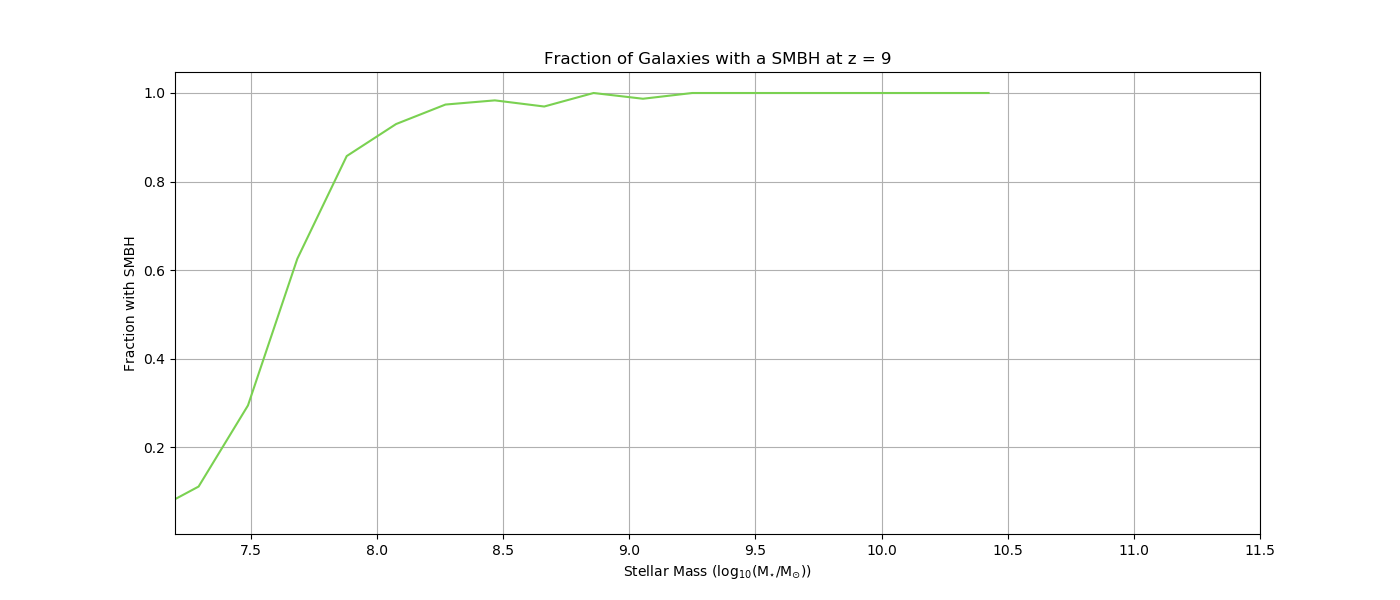 Fraction of Galaxies with a SMBH at z = 9
1.0
0.8
0.6
0.4
0.2
Fraction with SMBH
7.5 8.0 8.5 9.0 9.5 10.0 10.5 11.0 11.5
Stellar Mass (log₁₀(M⋆/M☉))